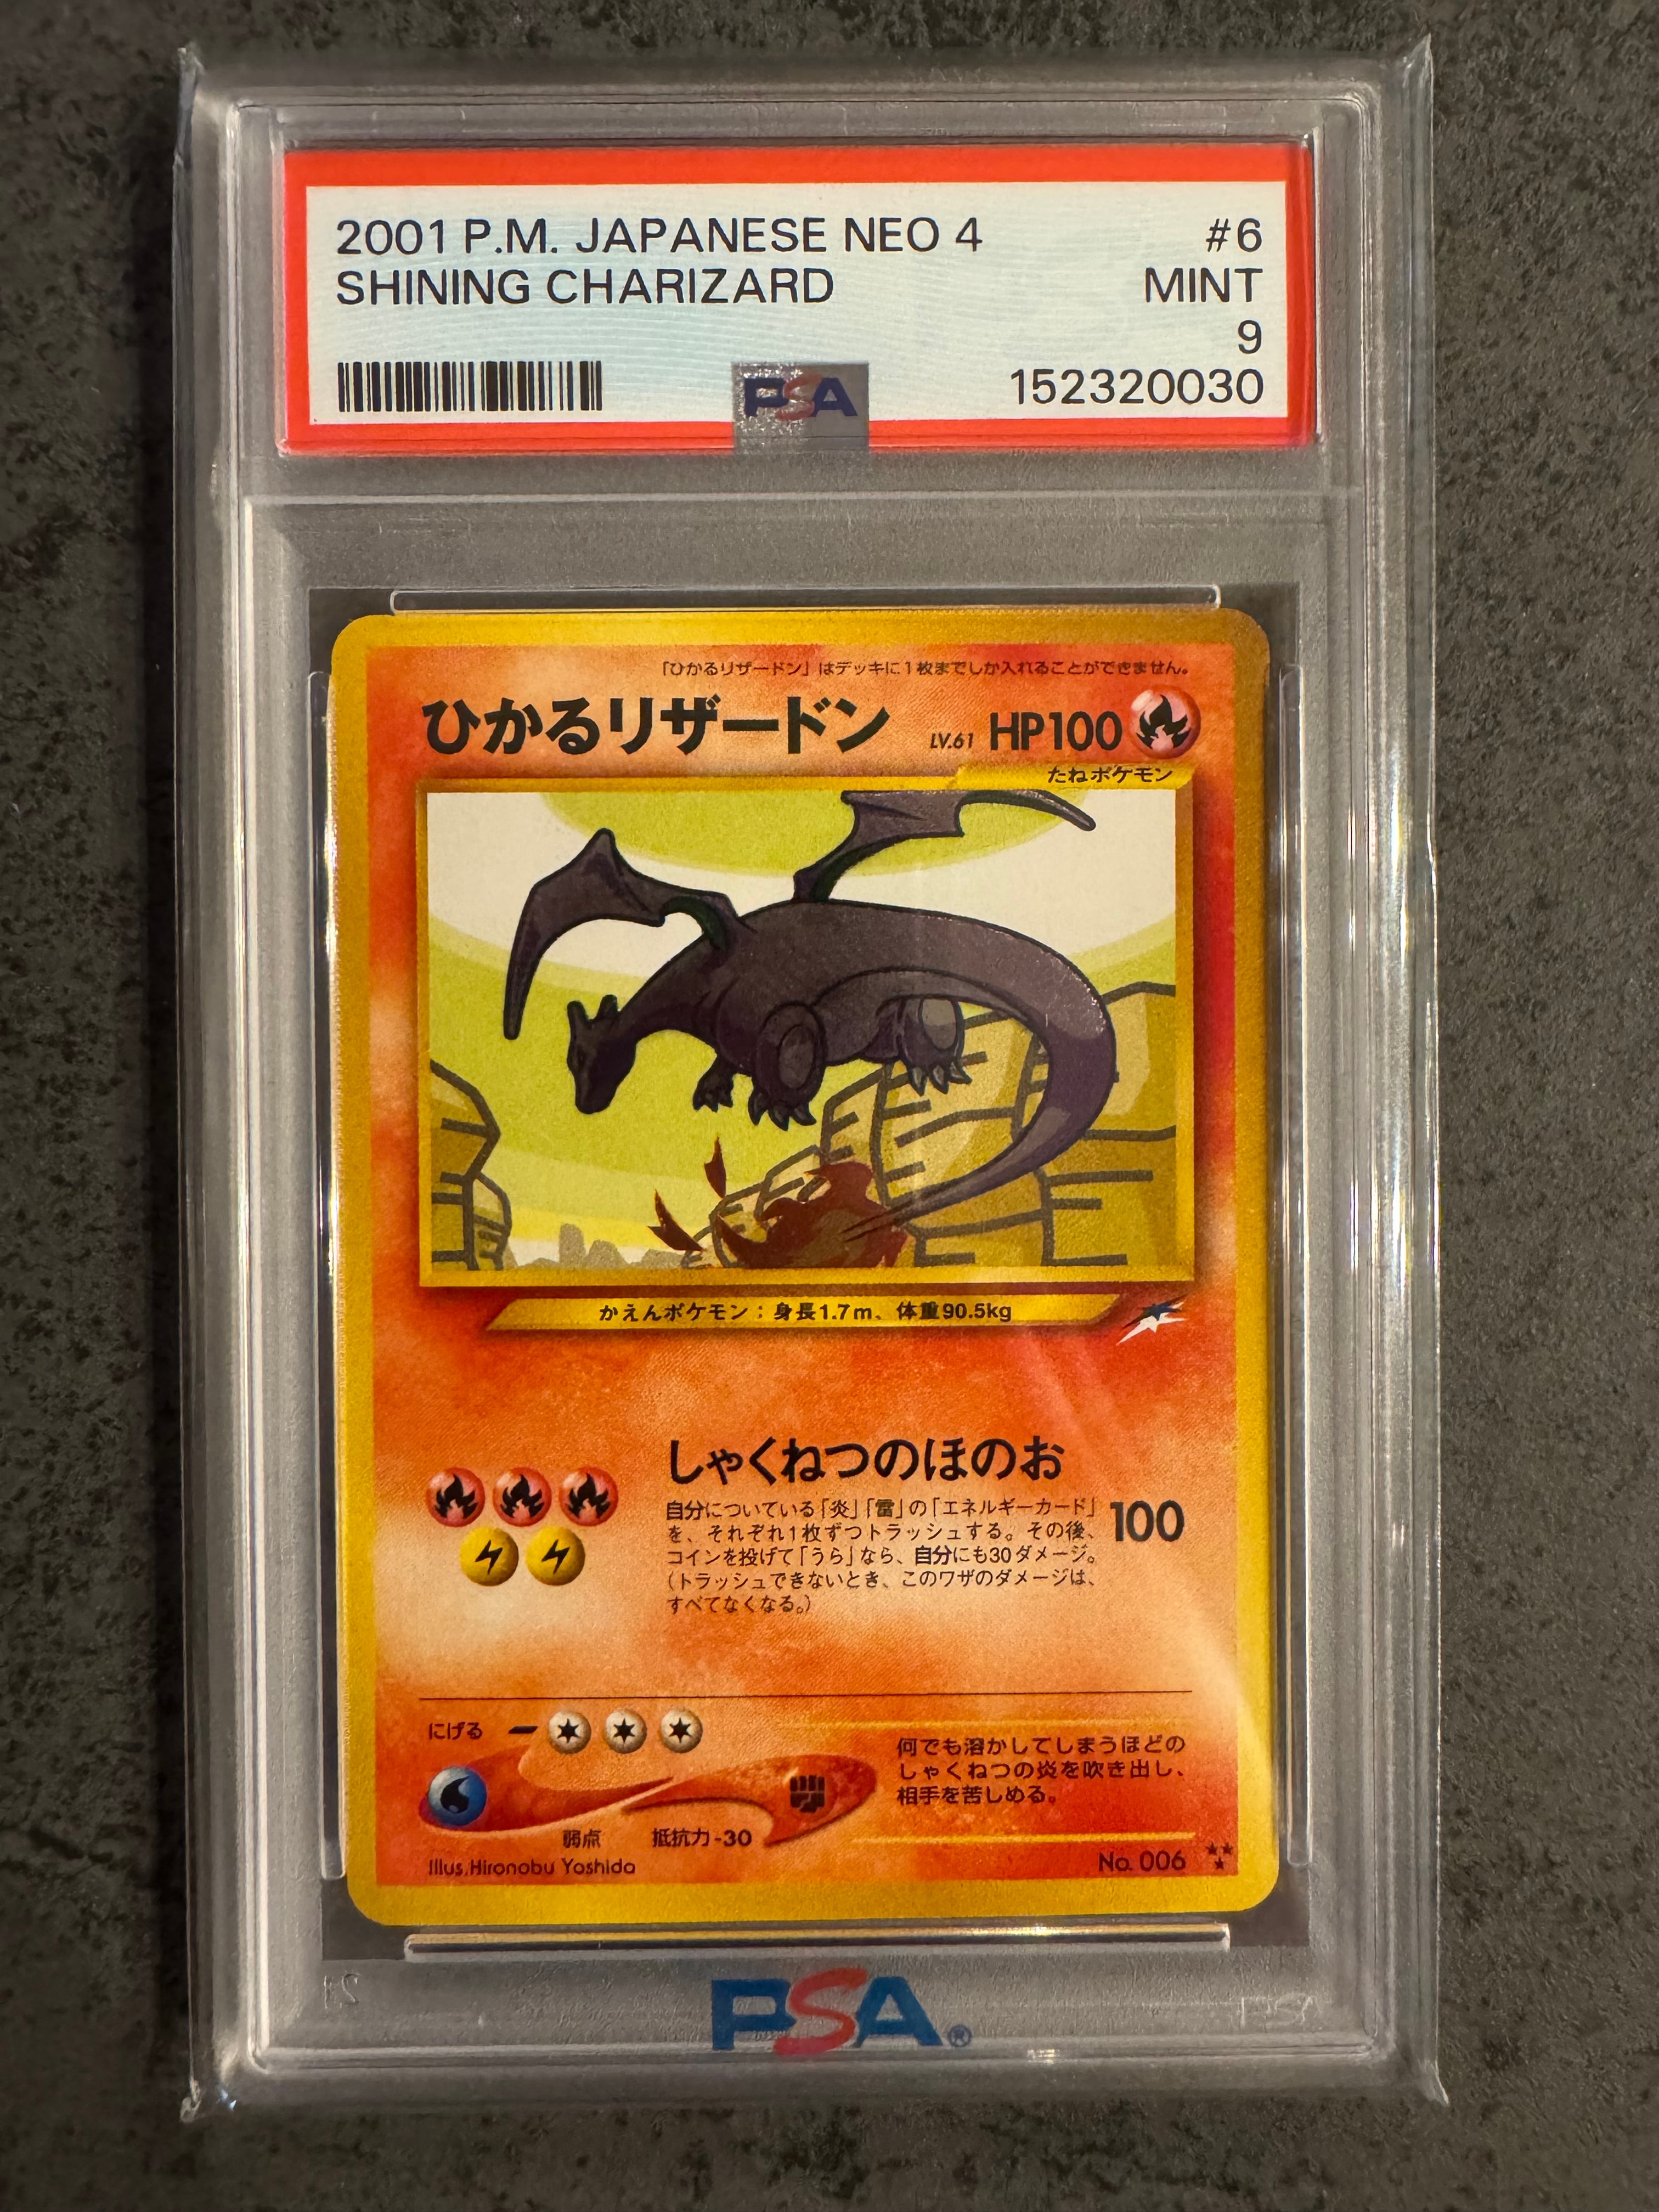 2001 P.M. JAPANESE NEO 4 #6
SHINING CHARIZARD MINT
9
PSA 152320030
「ひかるリザードン」はデッキに1枚までしか入れることができません。
ひかるリザードン LV.61 HP100
たねポケモン
かえんポケモン：身長1.7m、体重90.5kg
しゃくねつのほのお
自分についている「炎」「雷」の「エネルギーカード」 100
を、それぞれ1枚ずつトラッシュする。その後、
コインを投げて「うら」なら、自分にも30ダメージ。
（トラッシュできないとき、このワザのダメージは、
すべてなくなる。）
にげる
何でも溶かしてしまうほどの
しゃくねつの炎を吹き出し、
相手を苦しめる。
弱点 抵抗力-30
Illus.Hironobu Yoshida No. 006
PSA®